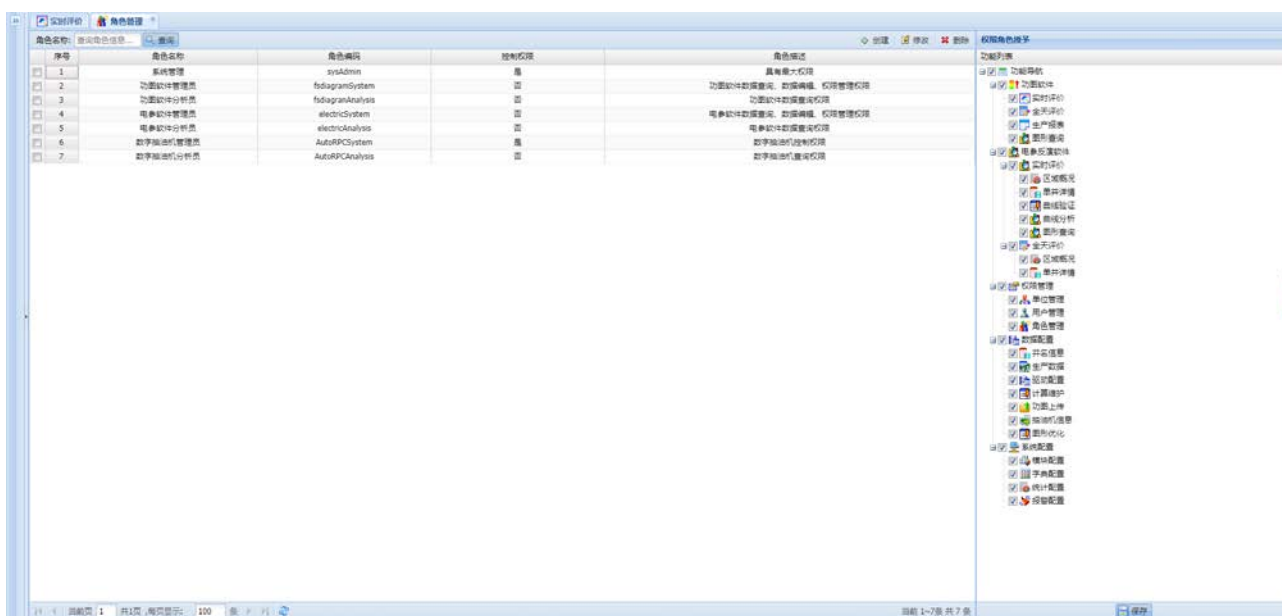 实时评价 角色管理
角色名称: 查询角色信息... 查询 创建 修改 删除 权限角色授予
序号 角色名称 角色编码 控制权限 角色描述 功能列表
1 系统管理 sysAdmin 是 具有最大权限
2 功图软件管理员 fsdiagramSystem 否 功图软件数据查询、数据编辑、权限管理权限
3 功图软件分析员 fsdiagramAnalysis 否 功图软件数据查询权限
4 电参软件管理员 electricSystem 否 电参软件数据查询、数据编辑、权限管理权限
5 电参软件分析员 electricAnalysis 否 电参软件数据查询权限
6 数字抽油机管理员 AutoRPCSystem 是 数字抽油机控制权限
7 数字抽油机分析员 AutoRPCAnalysis 否 数字抽油机查询权限
功能导航
功图软件
实时评价
全天评价
生产报表
图形查询
电参反演软件
实时评价
区域概况
单井详情
曲线验证
曲线分析
图形查询
全天评价
区域概况
单井详情
权限管理
单位管理
用户管理
角色管理
数据配置
井名信息
生产数据
驱动配置
计算维护
功图上传
抽油机信息
图形优化
系统配置
模块配置
字典配置
统计配置
报警配置
当前页 1 共1页 ,每页显示: 100 条 当前 1~7条 共 7 条 保存